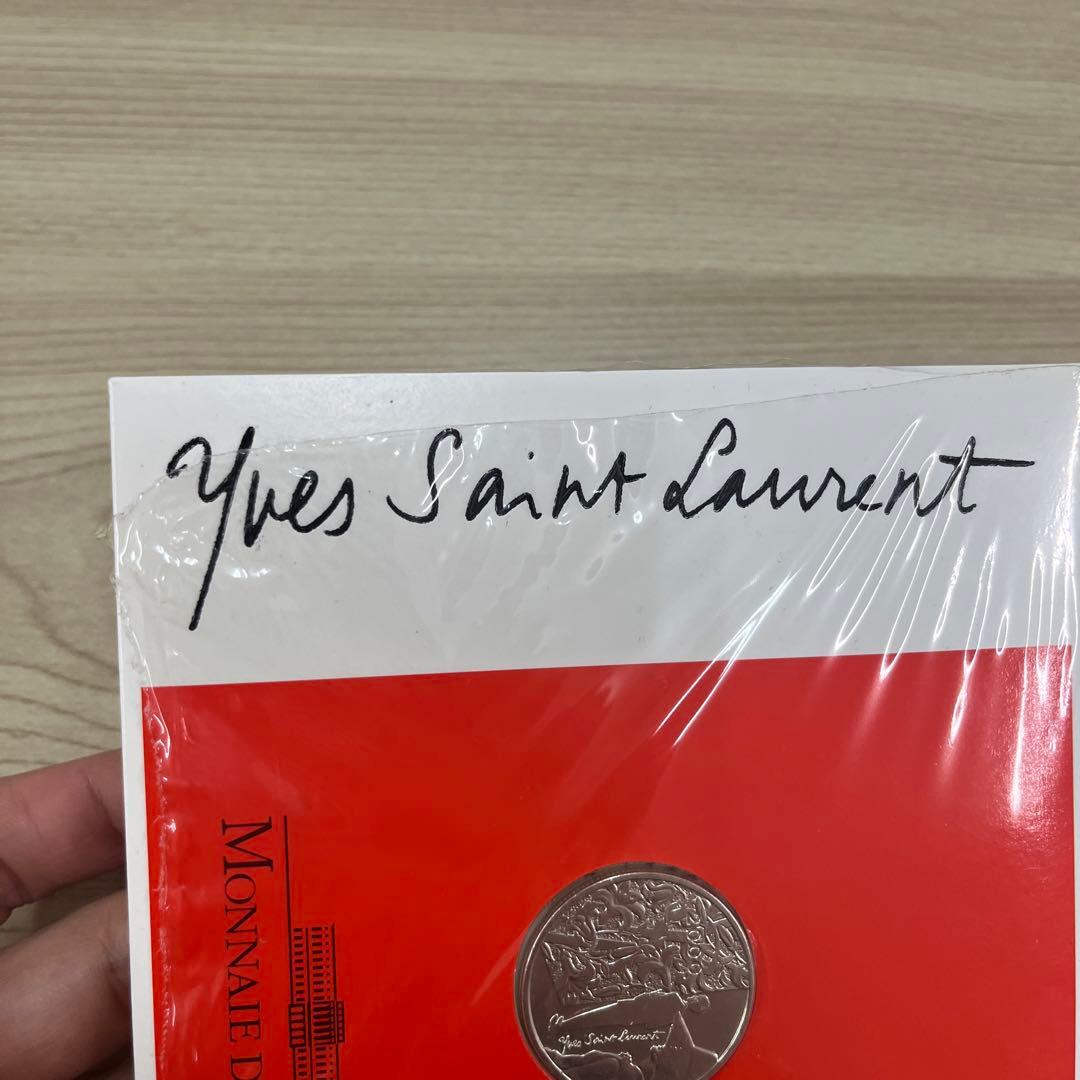 Yves Saint Laurent
MONNAIE D
Yves Saint Laurent